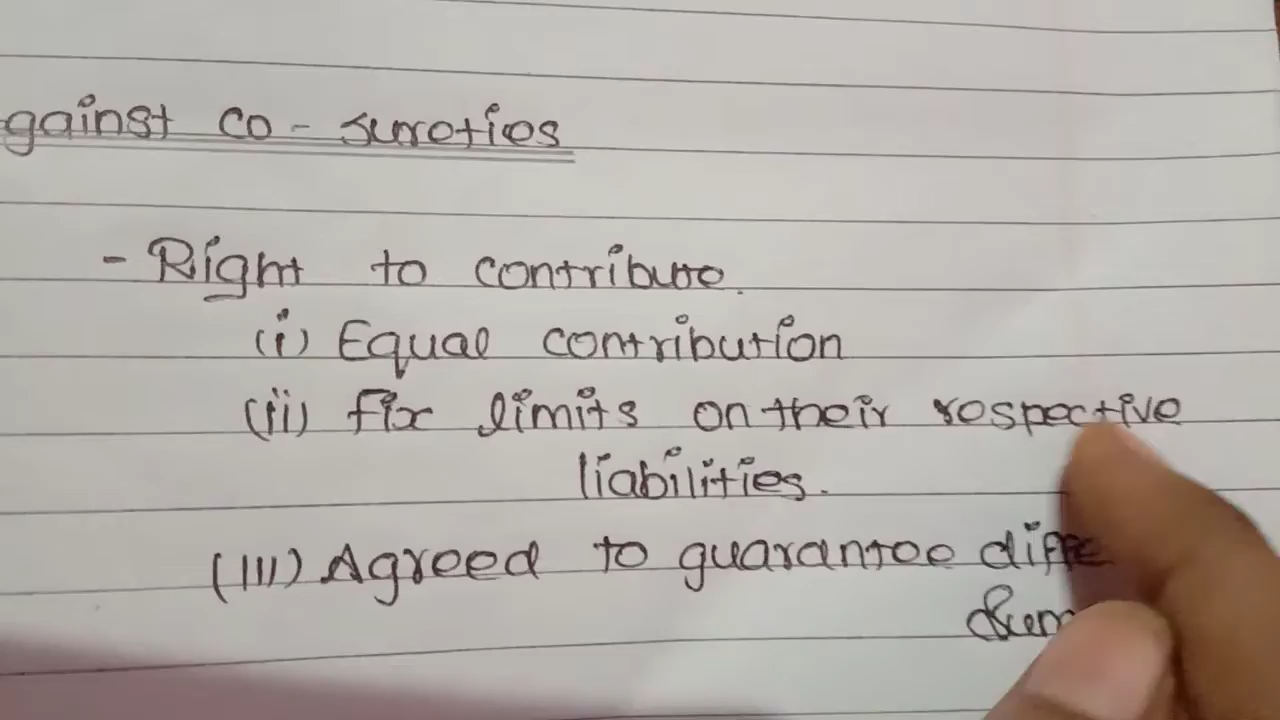 gainst co - sureties
- Right to contribute.
(i) Equal contribution
(ii) Fix limits on their respective
liabilities.
(III) Agreed to guarantee